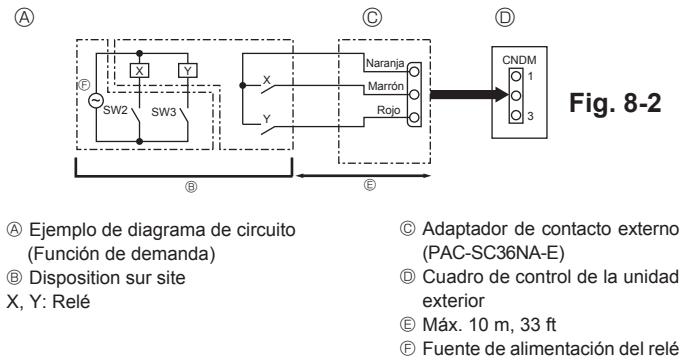 Ⓐ
Ⓒ
Ⓓ
Ⓕ
X
Y
SW2
SW3
X
Y
Naranja
Marrón
Rojo
CNDM
1
3
Fig. 8-2
Ⓑ
Ⓔ
Ⓐ Ejemplo de diagrama de circuito
(Función de demanda)
Ⓑ Disposition sur site
X, Y: Relé
Ⓒ Adaptador de contacto externo
(PAC-SC36NA-E)
Ⓓ Cuadro de control de la unidad
exterior
Ⓔ Máx. 10 m, 33 ft
Ⓕ Fuente de alimentación del relé